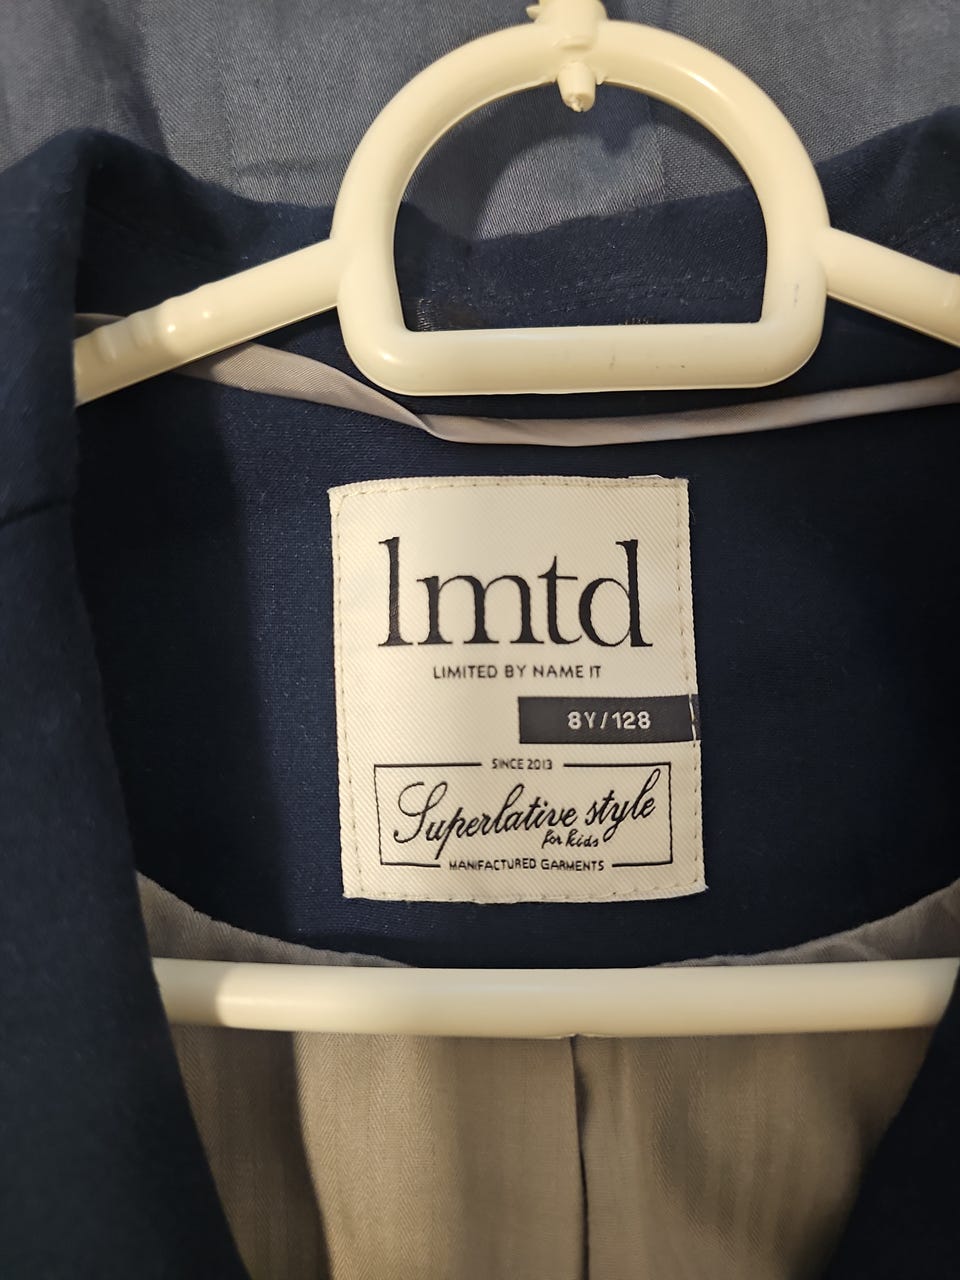 lmtd
LIMITED BY NAME IT
8Y/128
SINCE 2013
Superlative style
for kids
MANIFACTURED GARMENTS